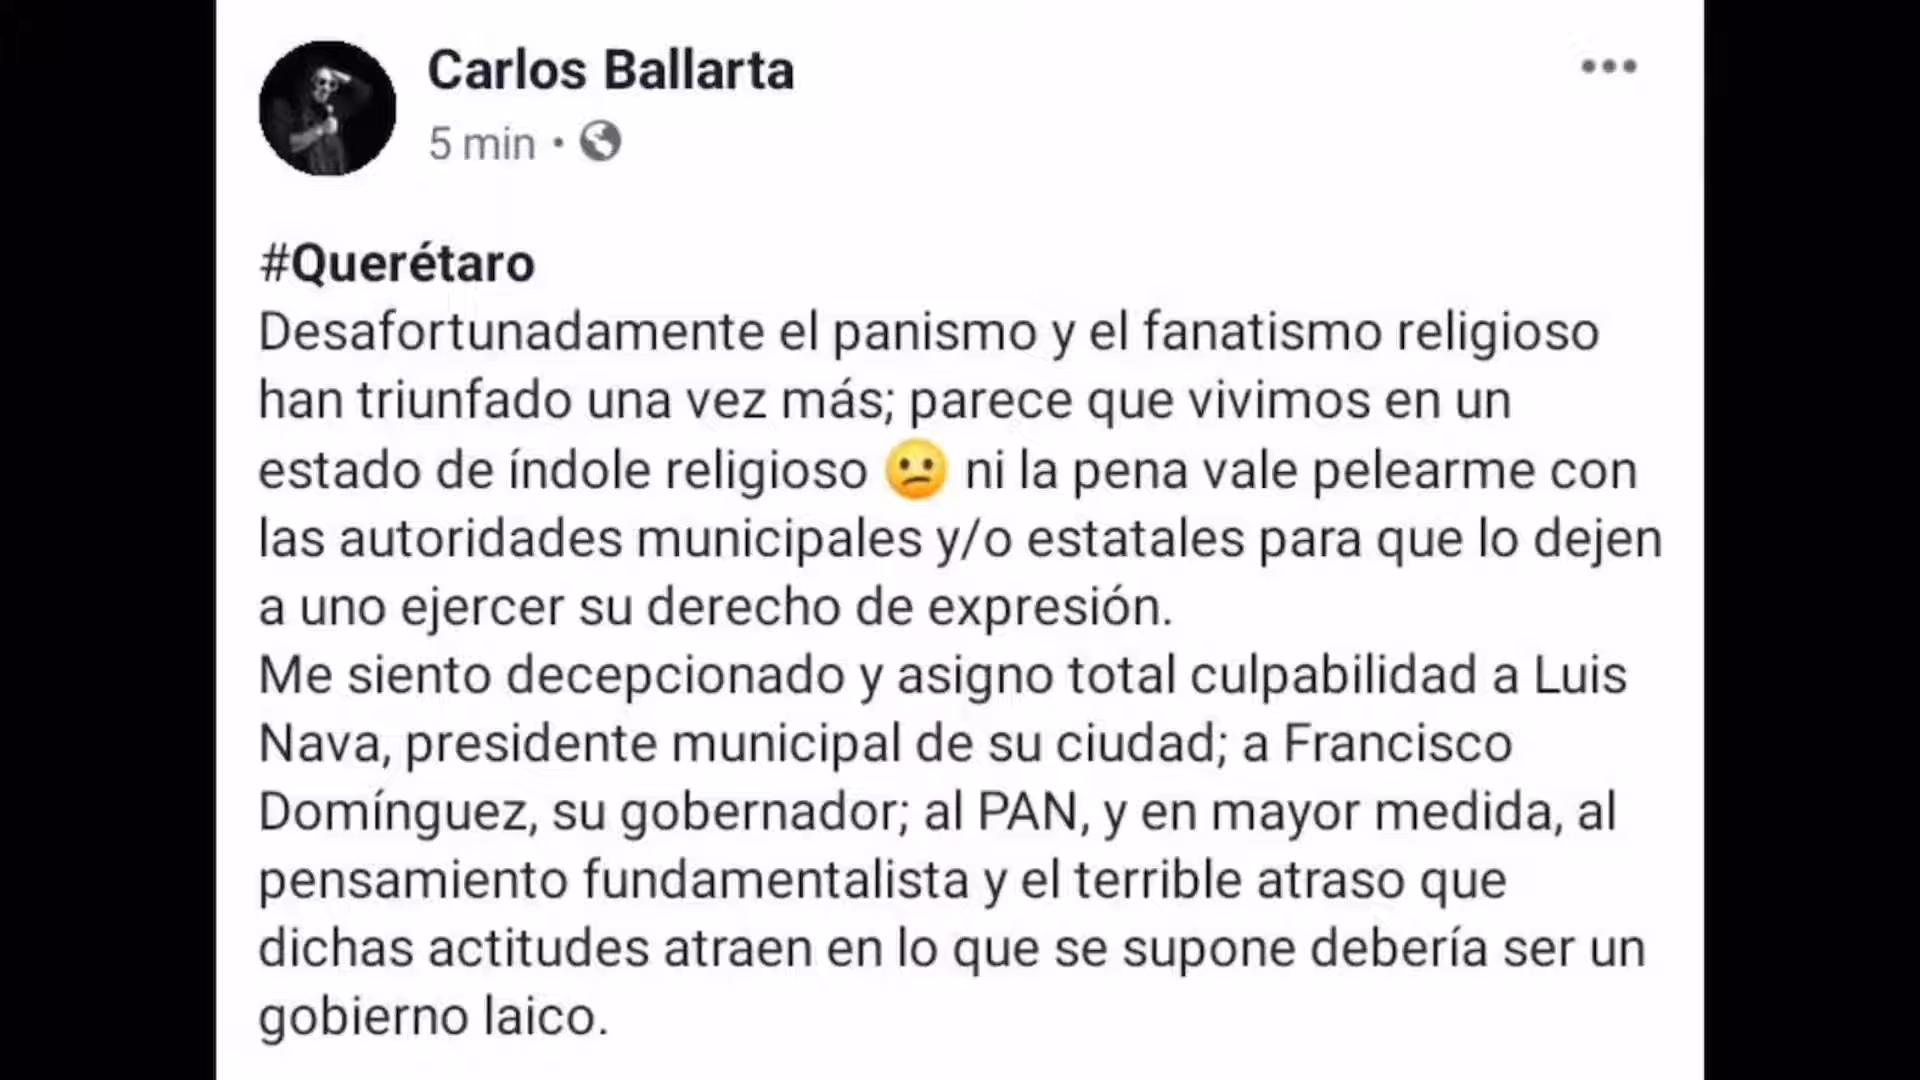 Carlos Ballarta
5 min
#Querétaro
Desafortunadamente el panismo y el fanatismo religioso
han triunfado una vez más; parece que vivimos en un
estado de índole religioso 😕 ni la pena vale pelearme con
las autoridades municipales y/o estatales para que lo dejen
a uno ejercer su derecho de expresión.
Me siento decepcionado y asigno total culpabilidad a Luis
Nava, presidente municipal de su ciudad; a Francisco
Domínguez, su gobernador; al PAN, y en mayor medida, al
pensamiento fundamentalista y el terrible atraso que
dichas actitudes atraen en lo que se supone debería ser un
gobierno laico.